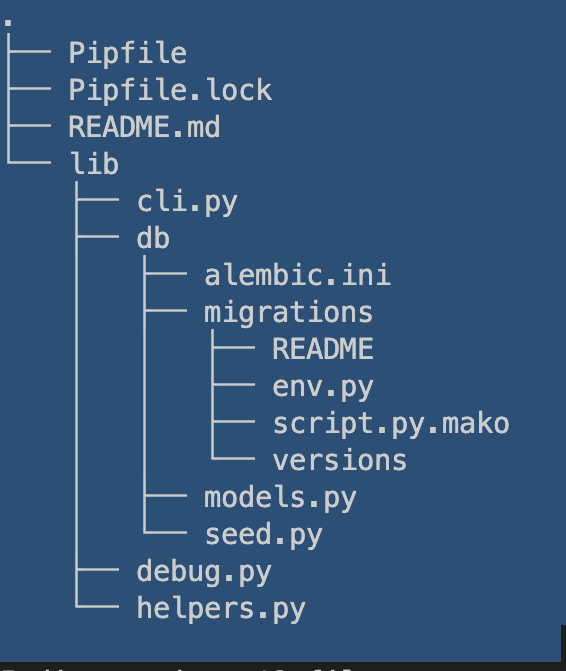 .
├── Pipfile
├── Pipfile.lock
├── README.md
└── lib
    ├── cli.py
    ├── db
    │   ├── alembic.ini
    │   ├── migrations
    │   │   ├── README
    │   │   ├── env.py
    │   │   ├── script.py.mako
    │   │   └── versions
    │   ├── models.py
    │   └── seed.py
    ├── debug.py
    └── helpers.py